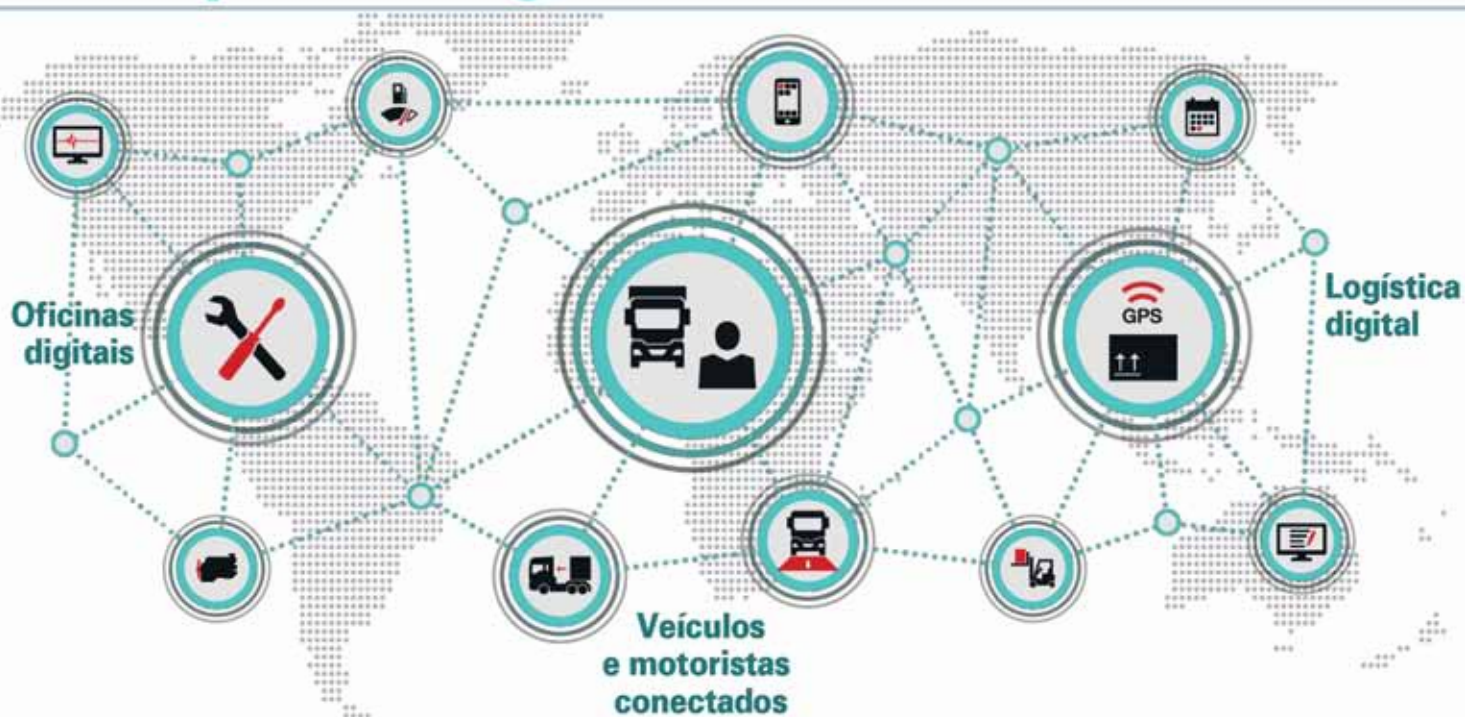 Oficinas
digitais
GPS
Logística
digital
Veículos
e motoristas
conectados